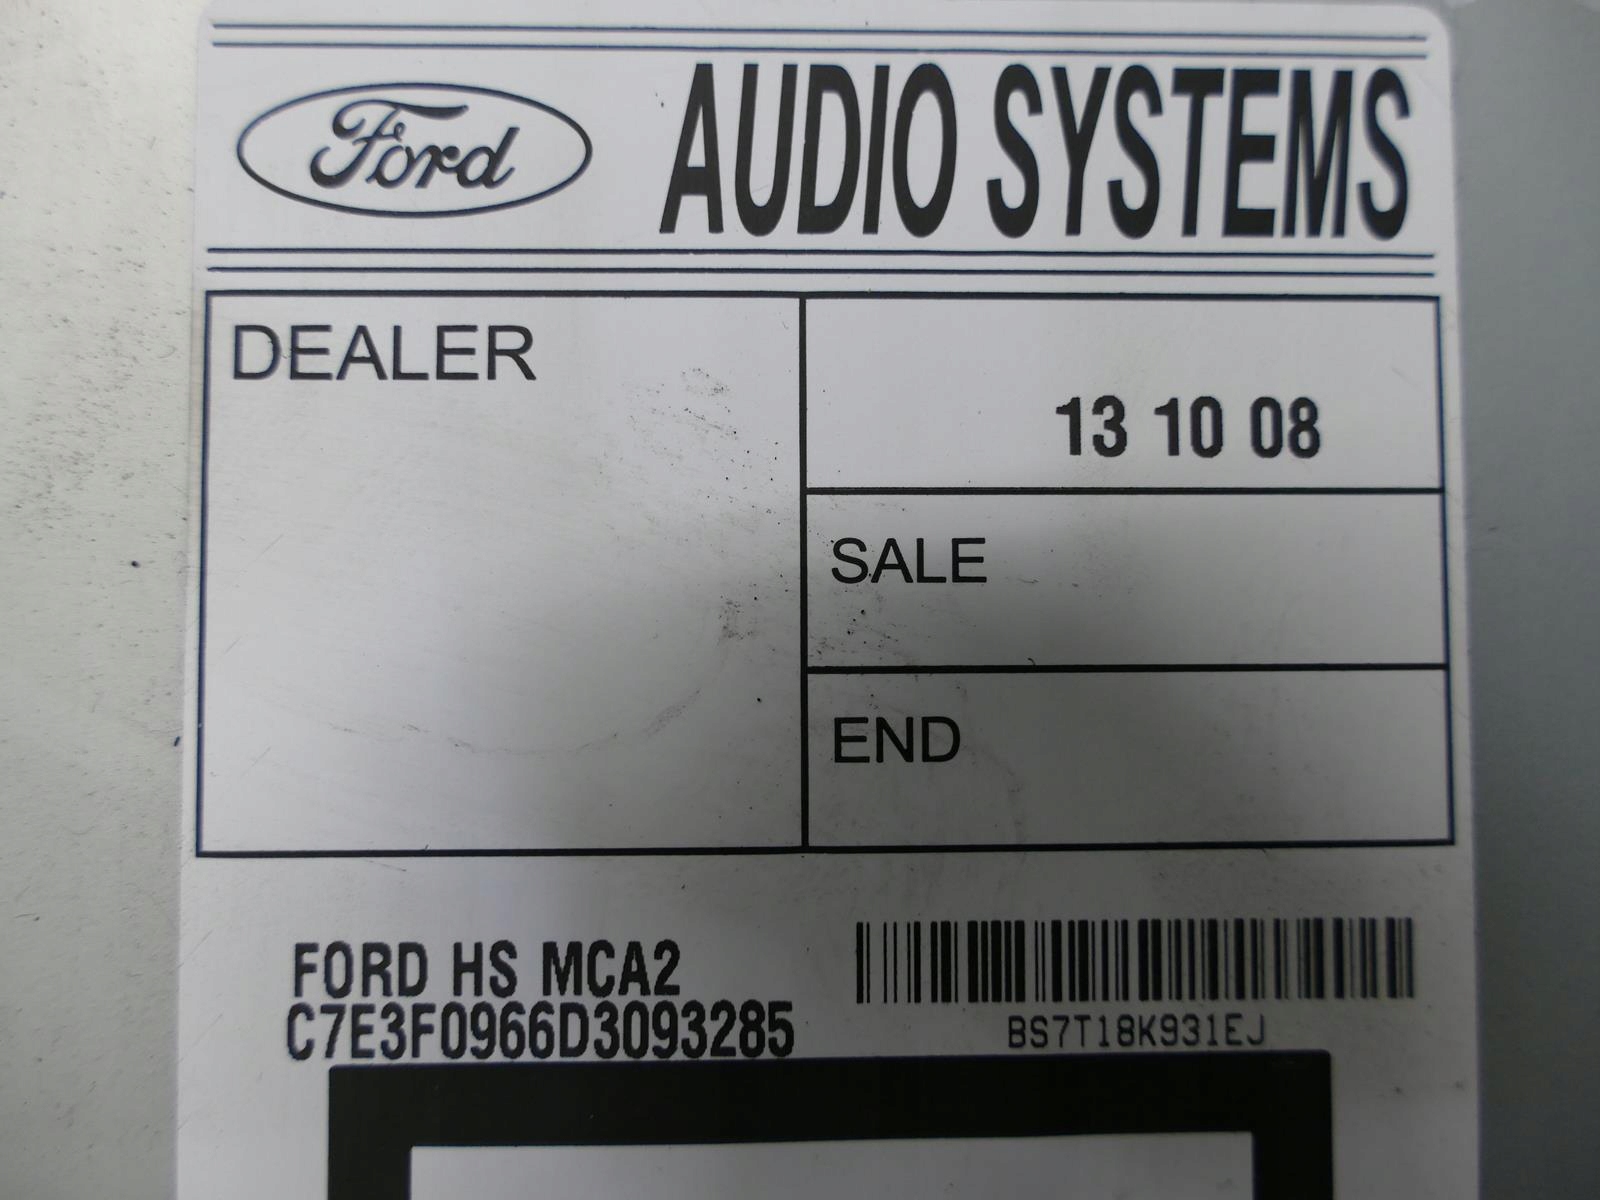 Ford AUDIO SYSTEMS
DEALER
13 10 08
SALE
END
FORD HS MCA2
C7E3F0966D3093285
BS7T18K931EJ